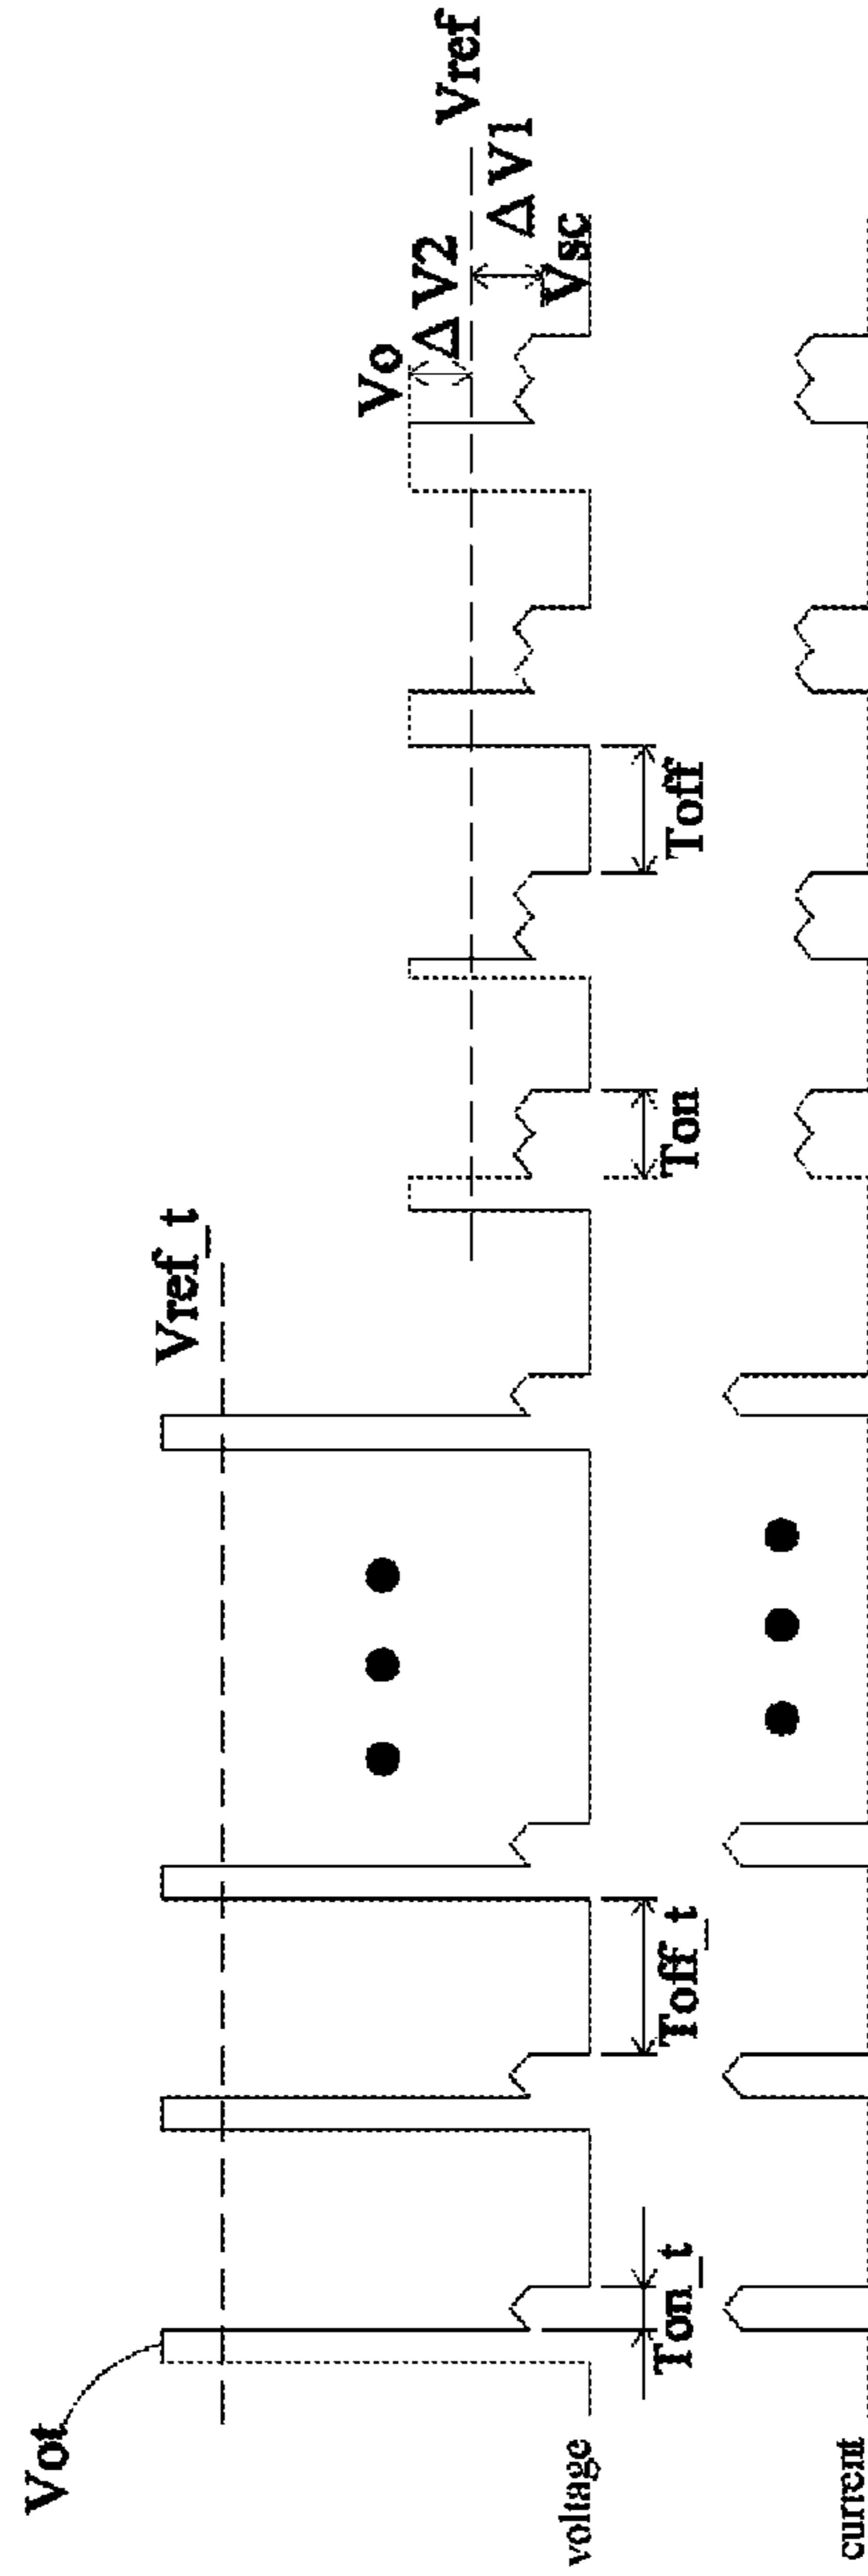 Vot
Vref_t
Vo
ΔV2
Vref
ΔV1
Vsc
voltage
Ton_t
Toff_t
Ton
Toff
current